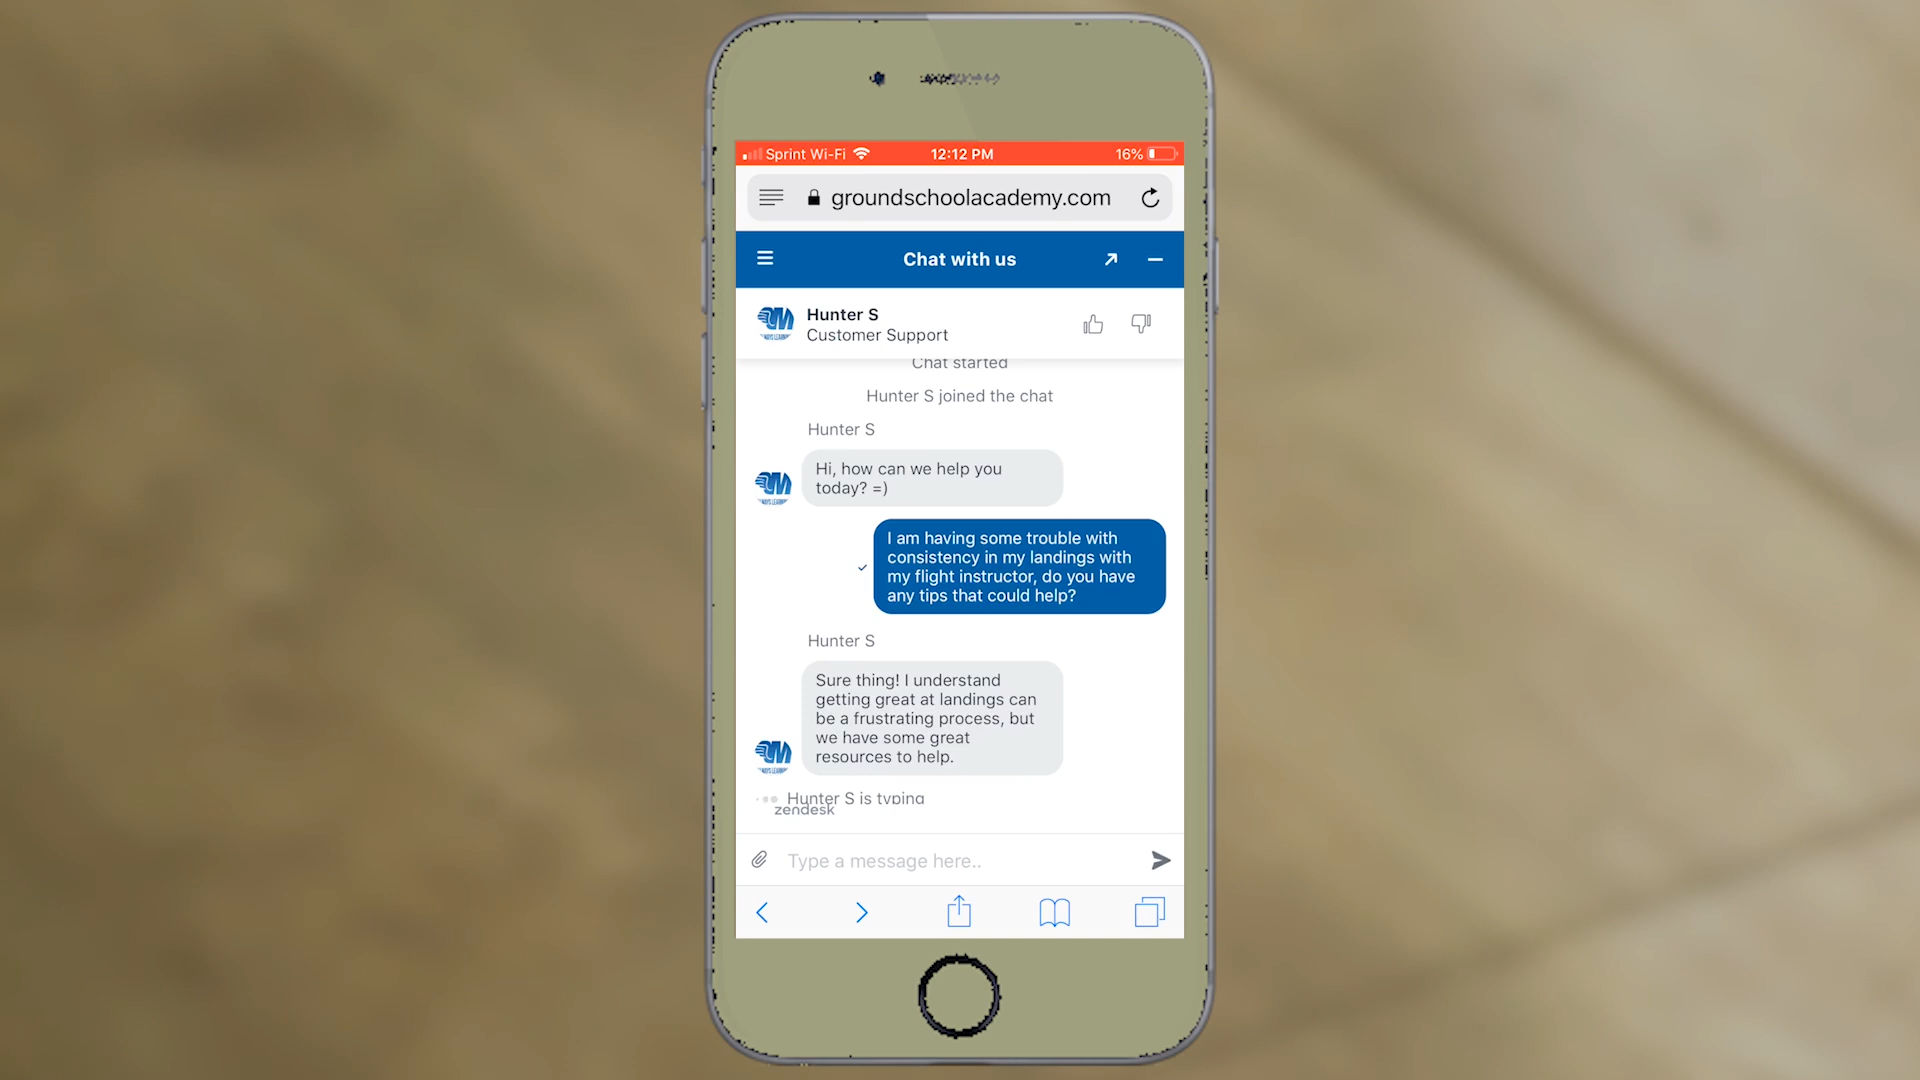 Sprint Wi-Fi 12:12 PM 16%
groundschoolacademy.com
Chat with us
Hunter S
Customer Support
Chat started
Hunter S joined the chat
Hunter S
Hi, how can we help you
today? =)
I am having some trouble with
consistency in my landings with
my flight instructor, do you have
any tips that could help?
Hunter S
Sure thing! I understand
getting great at landings can
be a frustrating process, but
we have some great
resources to help.
Hunter S is typing
zendesk
Type a message here..